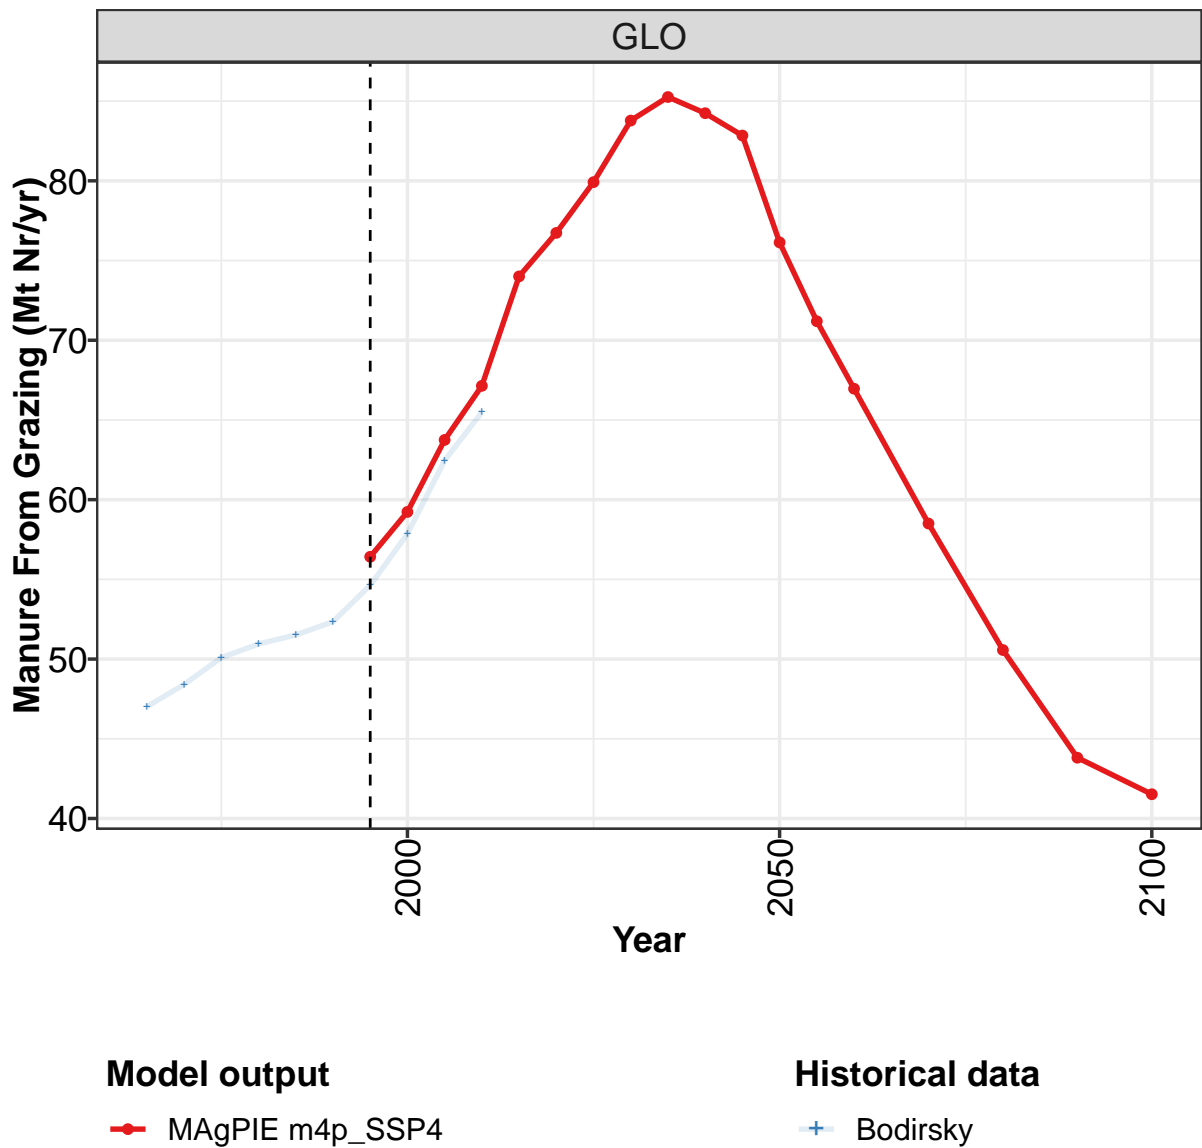 GLO
Manure From Grazing (Mt Nr/yr)
80
70
60
50
40
2000
2050
2100
Year
Model output
MAgPIE m4p_SSP4
Historical data
Bodirsky